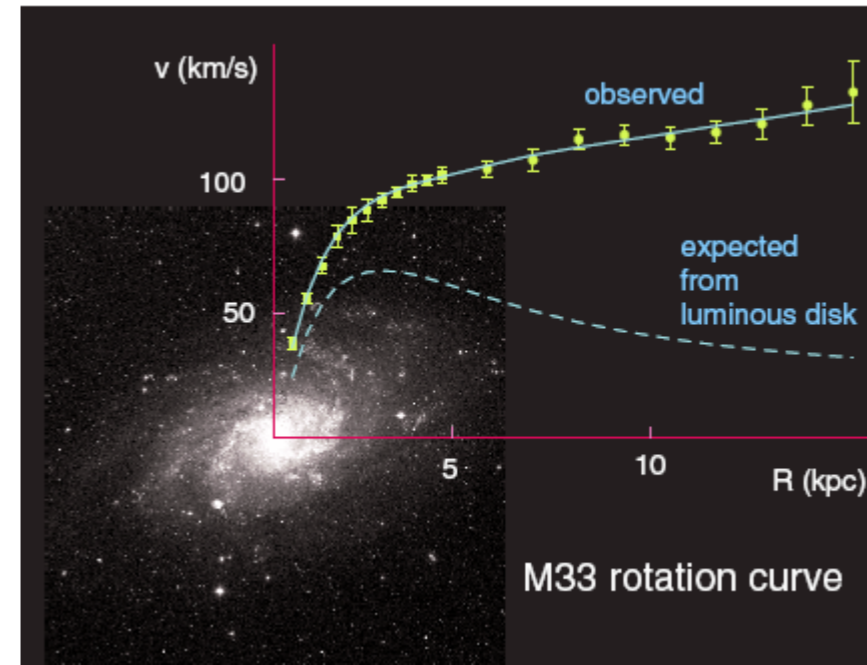 v (km/s)
observed
100
expected
from
luminous disk
50
5
10
R (kpc)
M33 rotation curve